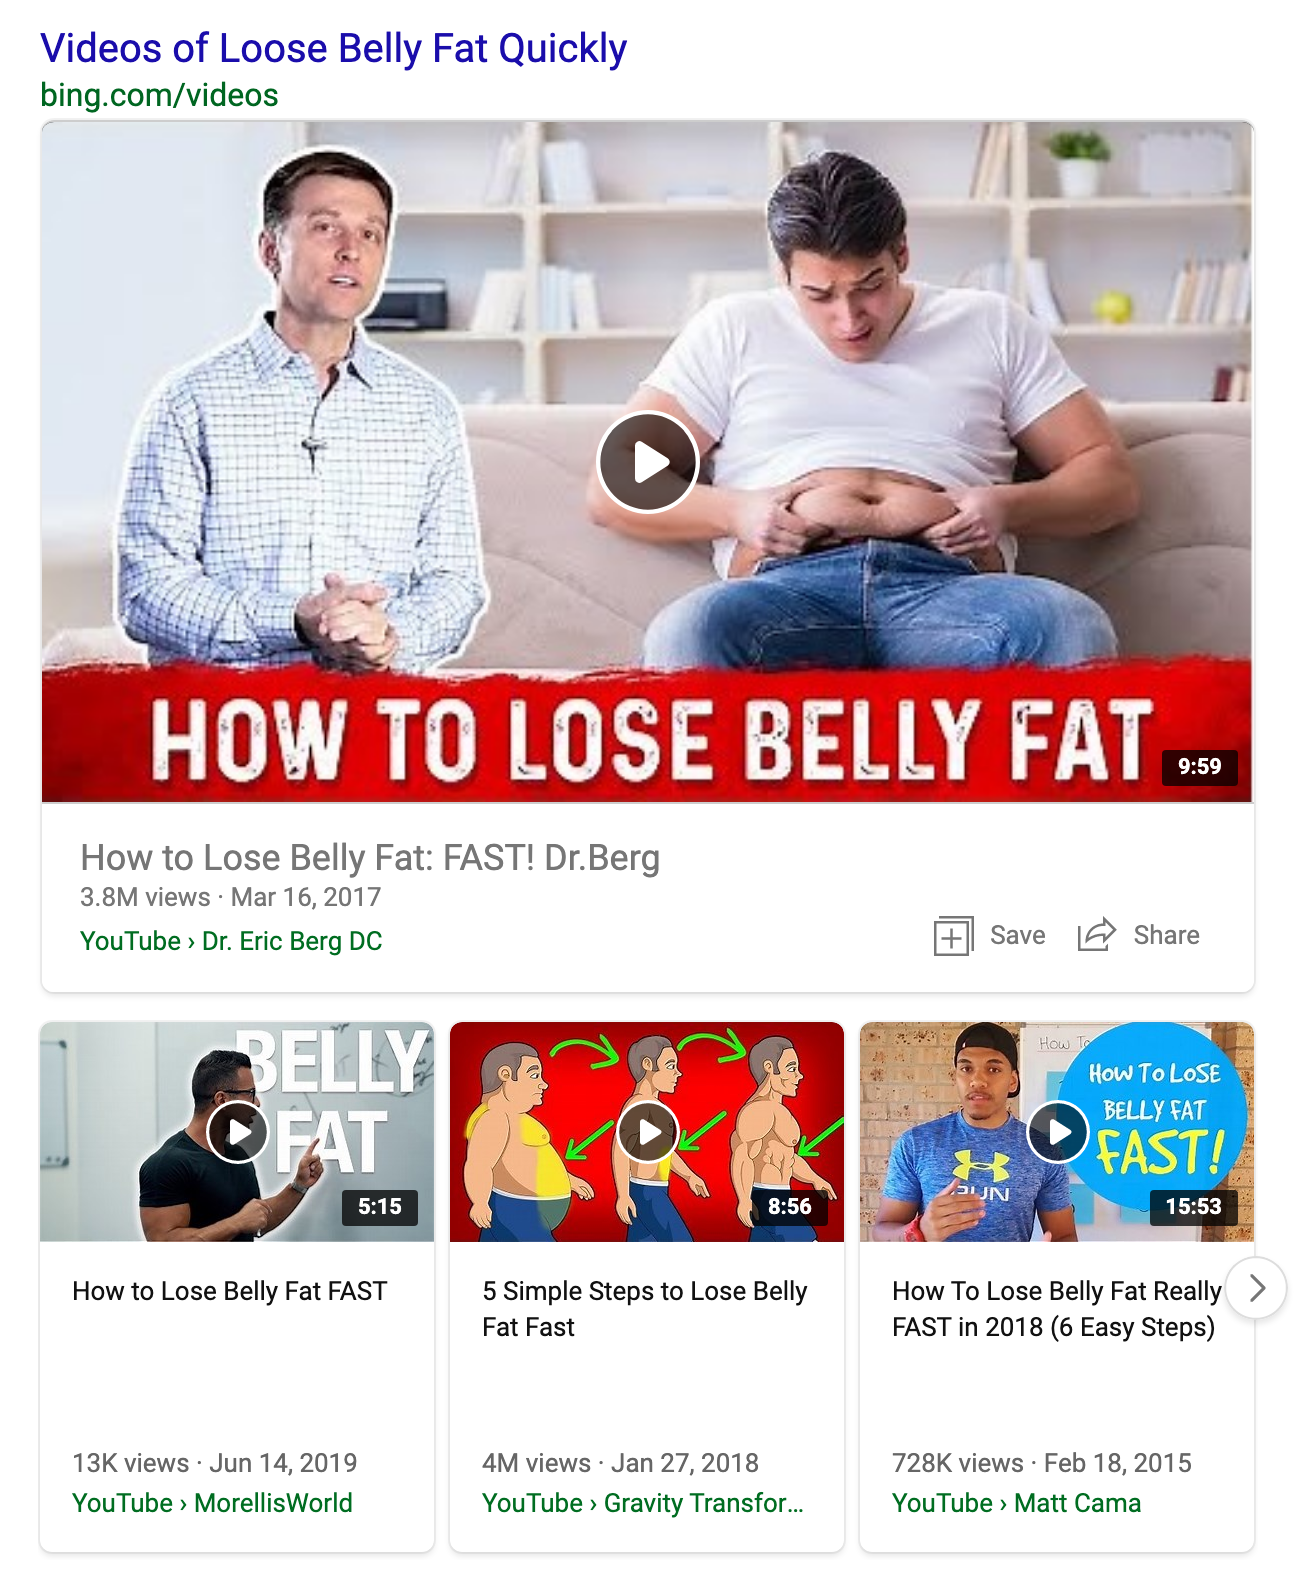 Videos of Loose Belly Fat Quickly
bing.com/videos
HOW TO LOSE BELLY FAT
9:59
How to Lose Belly Fat: FAST! Dr.Berg
3.8M views · Mar 16, 2017
YouTube › Dr. Eric Berg DC
Save
Share
BELLY
FAT
5:15
How to Lose Belly Fat FAST
13K views · Jun 14, 2019
YouTube › MorellisWorld
8:56
5 Simple Steps to Lose Belly
Fat Fast
4M views · Jan 27, 2018
YouTube › Gravity Transfor...
How To
HOW TO LOSE
BELLY FAT
FAST!
RUN
15:53
How To Lose Belly Fat Really
FAST in 2018 (6 Easy Steps)
728K views · Feb 18, 2015
YouTube › Matt Cama